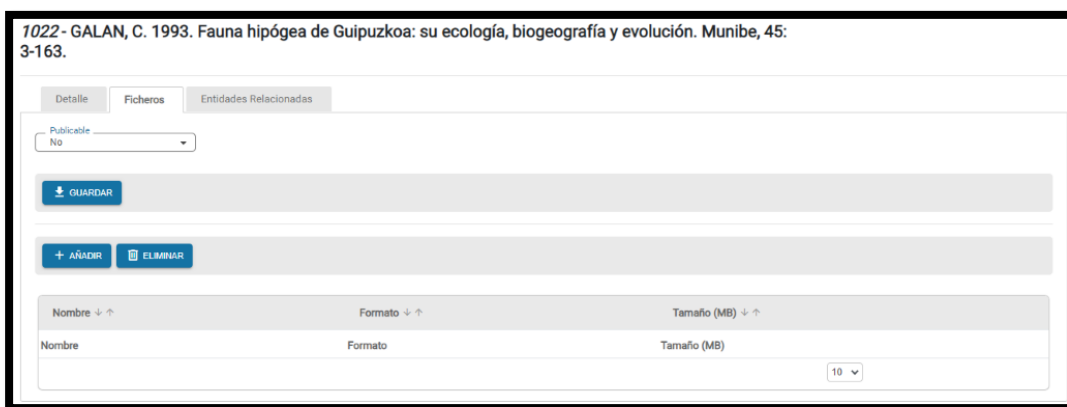 1022- GALAN, C. 1993. Fauna hipógea de Guipuzkoa: su ecología, biogeografía y evolución. Munibe, 45:
3-163.
Detalle Ficheros Entidades Relacionadas
Publicable
No
GUARDAR
+ AÑADIR ELIMINAR
Nombre ↓ ↑ Formato ↓ ↑ Tamaño (MB) ↓ ↑
Nombre Formato Tamaño (MB)
10